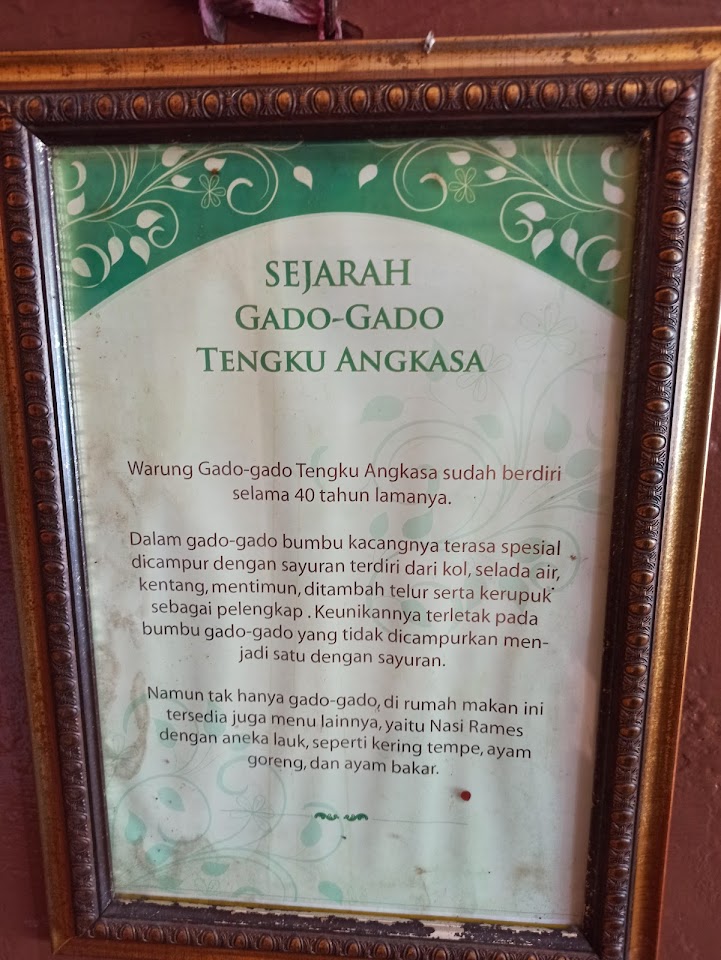 SEJARAH
GADO-GADO
TENGKU ANGKASA
Warung Gado-gado Tengku Angkasa sudah berdiri
selama 40 tahun lamanya.
Dalam gado-gado bumbu kacangnya terasa spesial
dicampur dengan sayuran terdiri dari kol, selada air,
kentang, mentimun, ditambah telur serta kerupuk
sebagai pelengkap . Keunikannya terletak pada
bumbu gado-gado yang tidak dicampurkan men-
jadi satu dengan sayuran.
Namun tak hanya gado-gado, di rumah makan ini
tersedia juga menu lainnya, yaitu Nasi Rames
dengan aneka lauk, seperti kering tempe, ayam
goreng, dan ayam bakar.